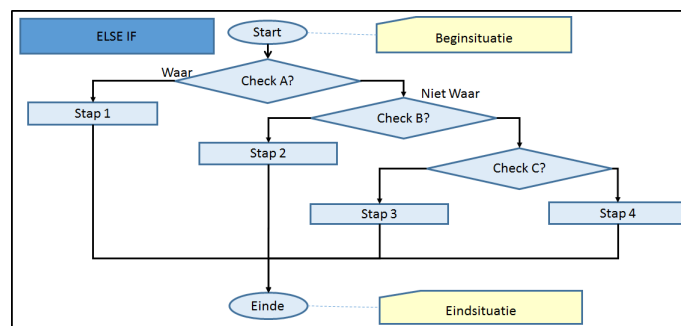 ELSE IF
Start
Beginsituatie
Waar
Check A?
Niet Waar
Stap 1
Check B?
Stap 2
Check C?
Stap 3
Stap 4
Einde
Eindsituatie